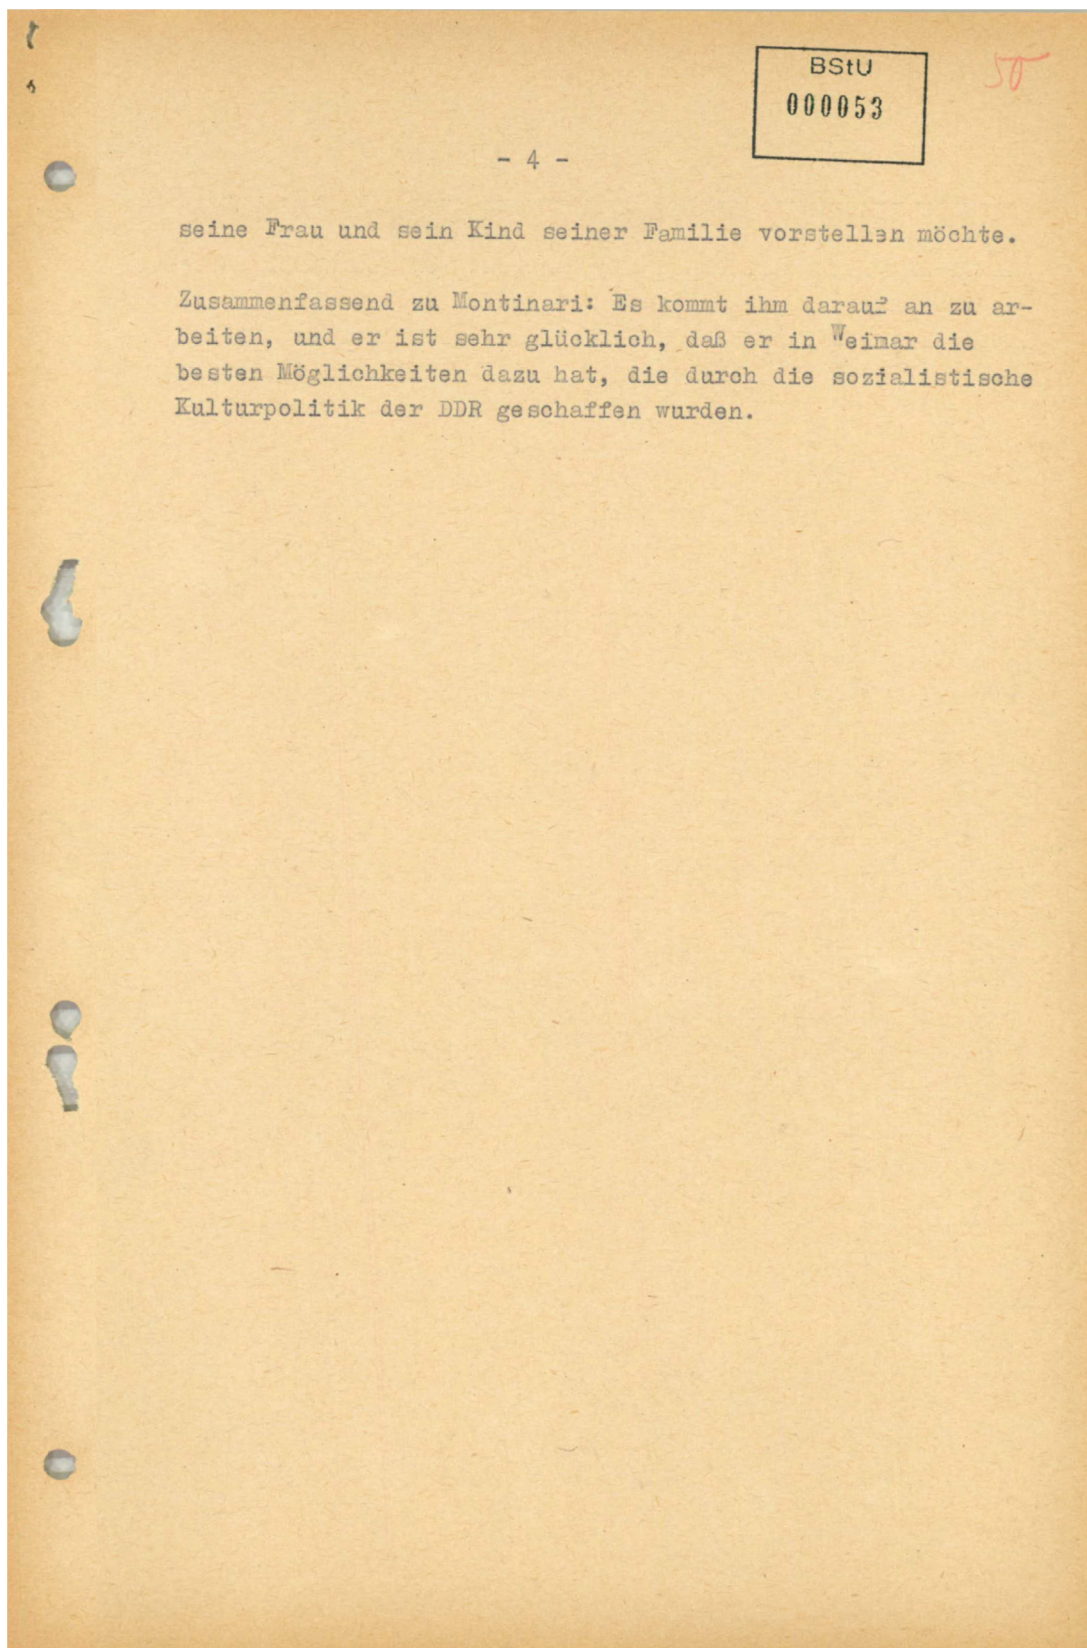 BStU
000053
50
- 4 -
seine Frau und sein Kind seiner Familie vorstellen möchte.
Zusammenfassend zu Montinari: Es kommt ihm darauf an zu ar-
beiten, und er ist sehr glücklich, daß er in Weimar die
besten Möglichkeiten dazu hat, die durch die sozialistische
Kulturpolitik der DDR geschaffen wurden.